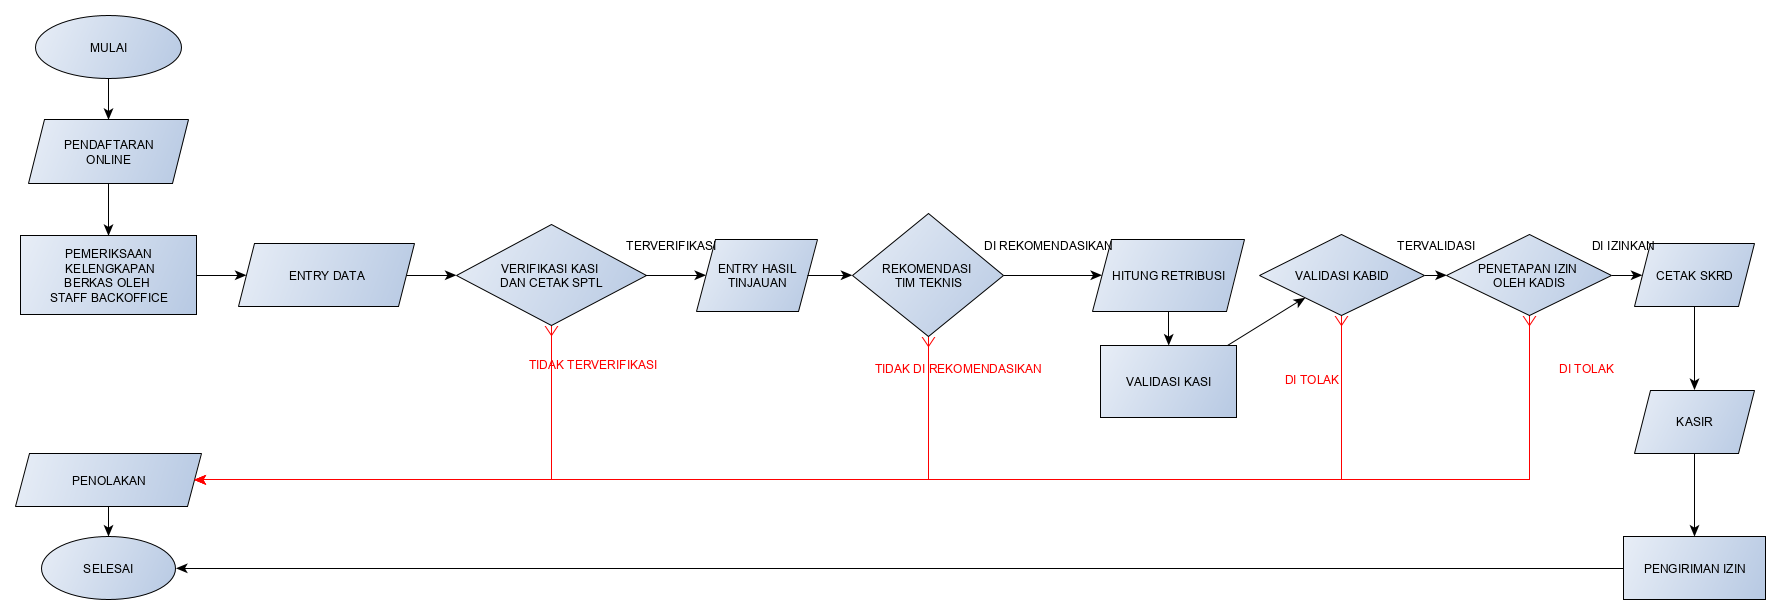 MULAI
PENDAFTARAN
ONLINE
PEMERIKSAAN
KELENGKAPAN
BERKAS OLEH
STAFF BACKOFFICE
ENTRY DATA
VERIFIKASI KASI
DAN CETAK SPTL
TERVERIFIKASI
ENTRY HASIL
TINJAUAN
REKOMENDASI
TIM TEKNIS
DI REKOMENDASIKAN
HITUNG RETRIBUSI
VALIDASI KASI
VALIDASI KABID
TERVALIDASI
PENETAPAN IZIN
OLEH KADIS
DI IZINKAN
CETAK SKRD
TIDAK TERVERIFIKASI
TIDAK DI REKOMENDASIKAN
DI TOLAK
DI TOLAK
KASIR
PENOLAKAN
SELESAI
PENGIRIMAN IZIN